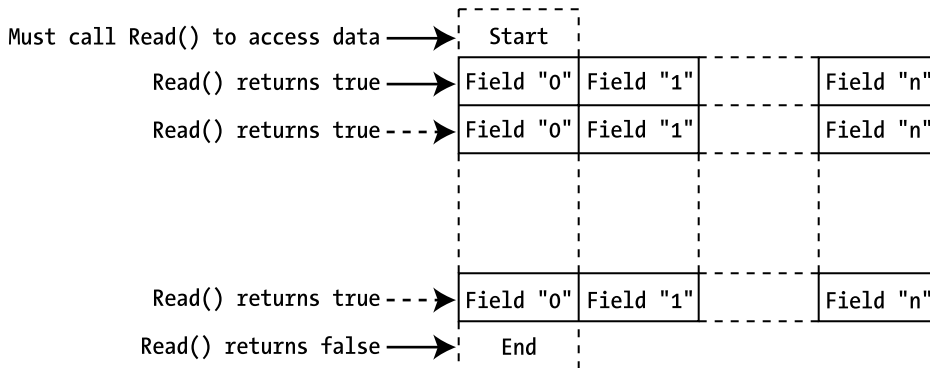 Must call Read() to access data Start
Read() returns true Field "0" Field "1" Field "n"
Read() returns true Field "0" Field "1" Field "n"
Read() returns true Field "0" Field "1" Field "n"
Read() returns false End